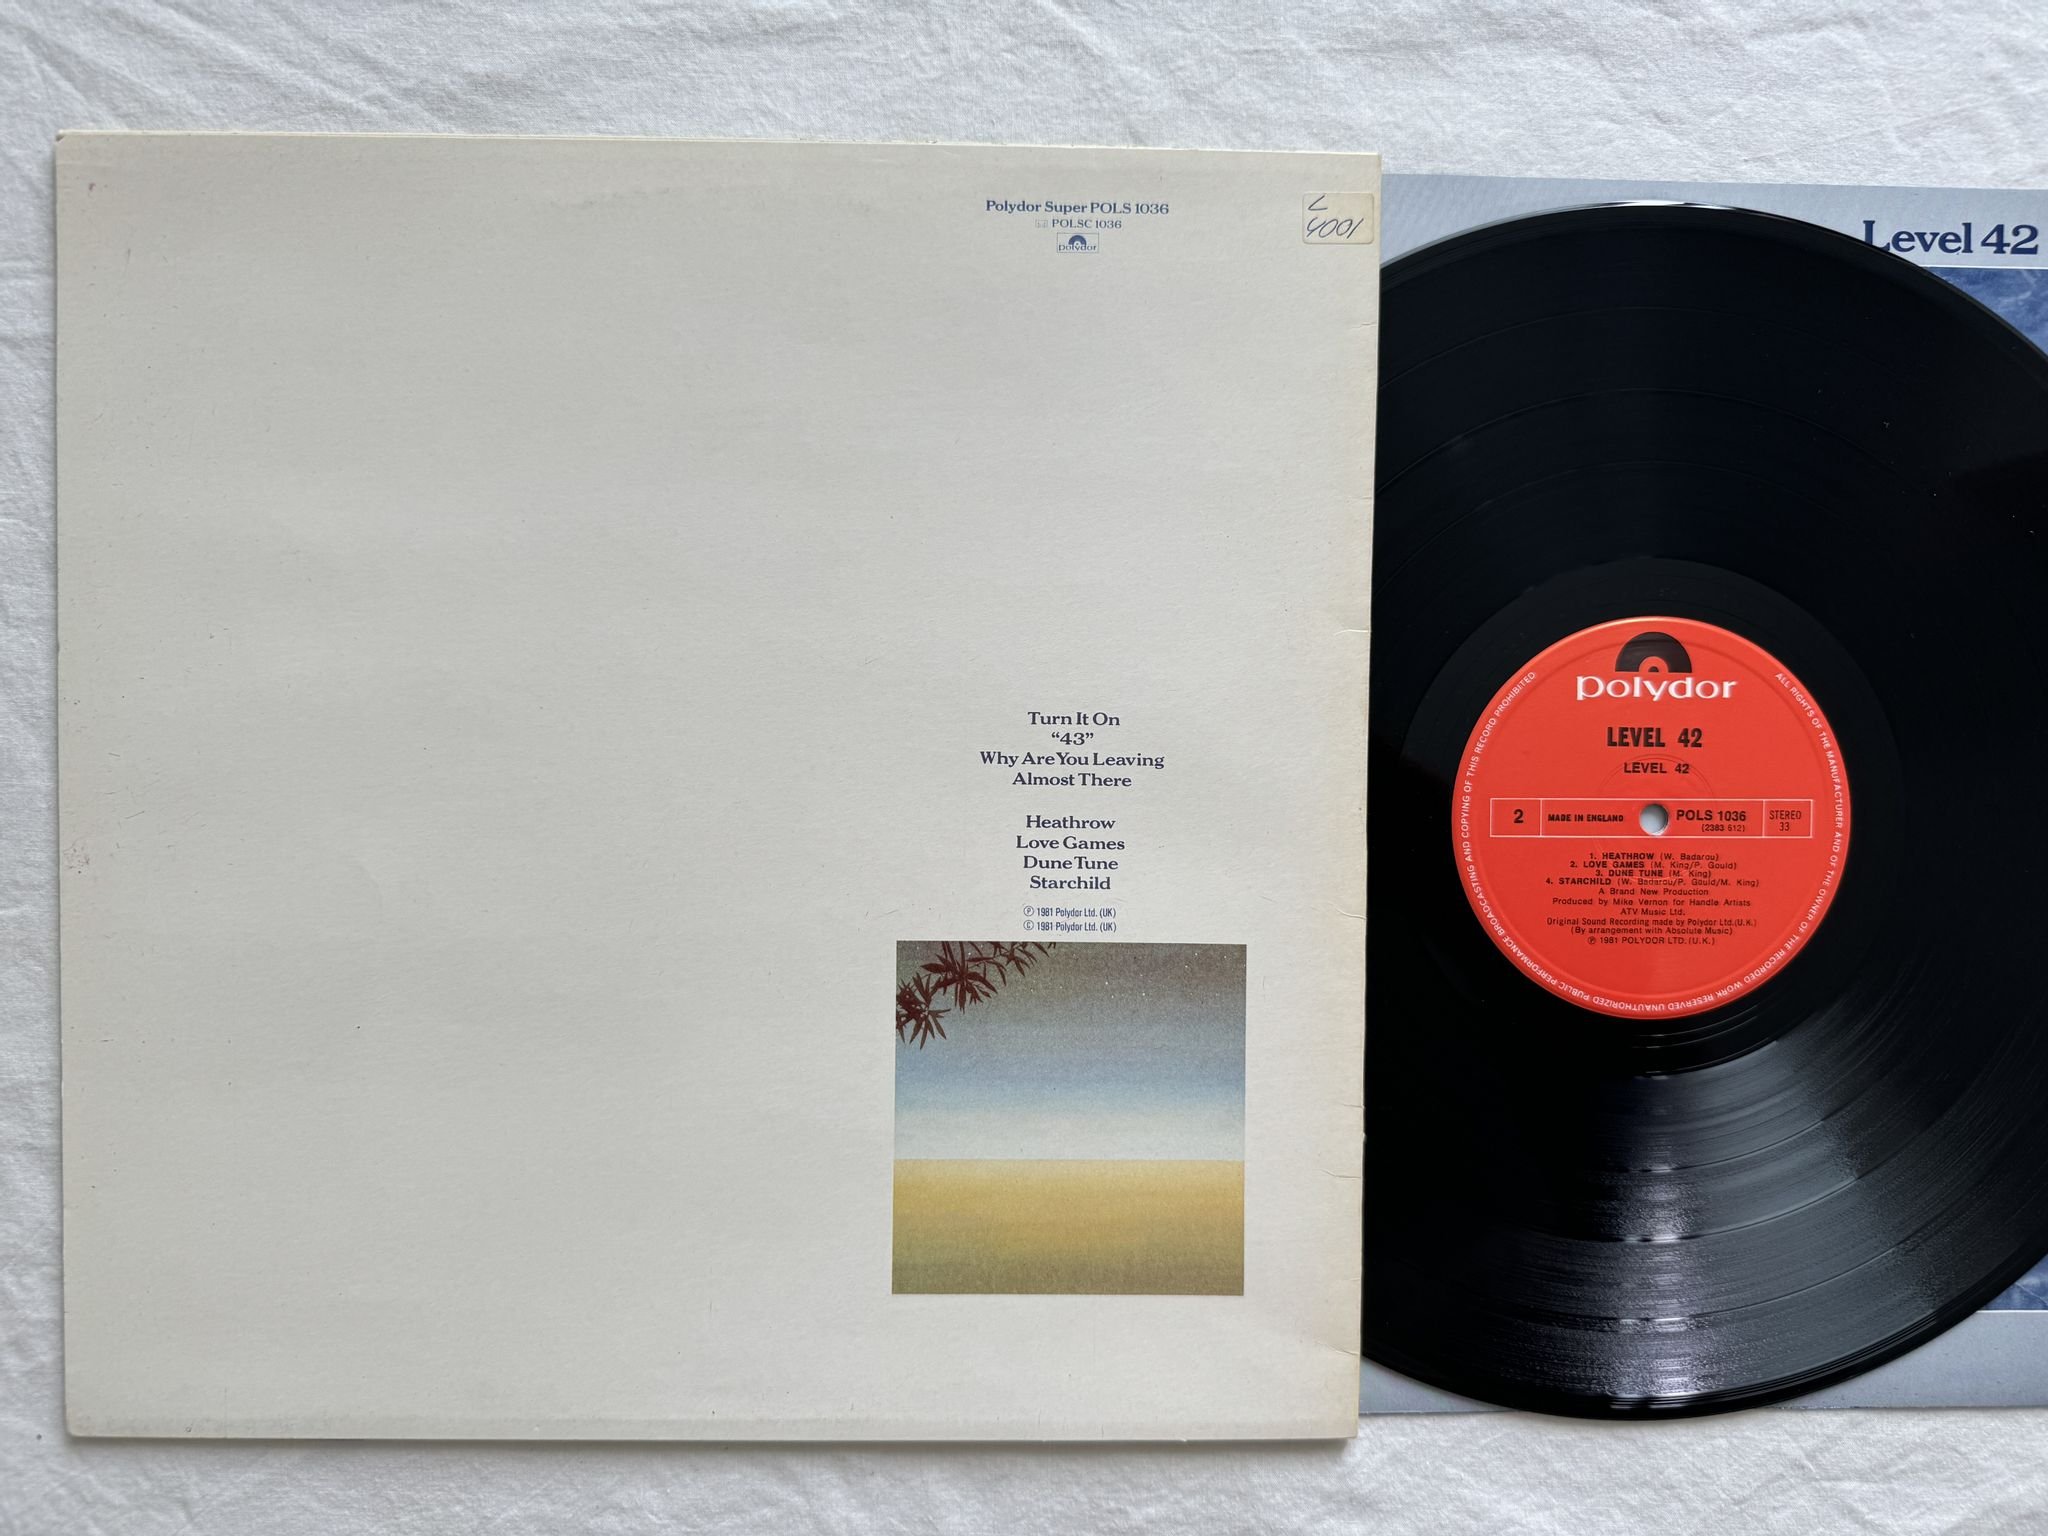 Polydor Super POLS 1036
POLSC 1036
polydor
L
4001
Level 42
Turn It On
“43”
Why Are You Leaving
Almost There
Heathrow
Love Games
Dune Tune
Starchild
Ⓟ 1981 Polydor Ltd. (UK)
© 1981 Polydor Ltd. (UK)
polydor
LEVEL 42
LEVEL 42
2 MADE IN ENGLAND POLS 1036 STEREO
(2383 612) 33
1. HEATHROW (W. Badarou)
2. LOVE GAMES (M. King/P. Gould)
3. DUNE TUNE (M. King)
4. STARCHILD (W. Badarou/P. Gould/M. King)
A Brand New Production
Produced by Mike Vernon for Handle Artists
ATV Music Ltd.
Original Sound Recording made by Polydor Ltd.(U.K.)
(By arrangement with Absolute Music)
Ⓟ 1981 POLYDOR LTD. (U.K.)
ALL RIGHTS OF THE MANUFACTURER AND OF THE OWNER OF THE RECORDED WORK RESERVED UNAUTHORIZED PUBLIC PERFORMANCE BROADCASTING AND COPYING OF THIS RECORD PROHIBITED